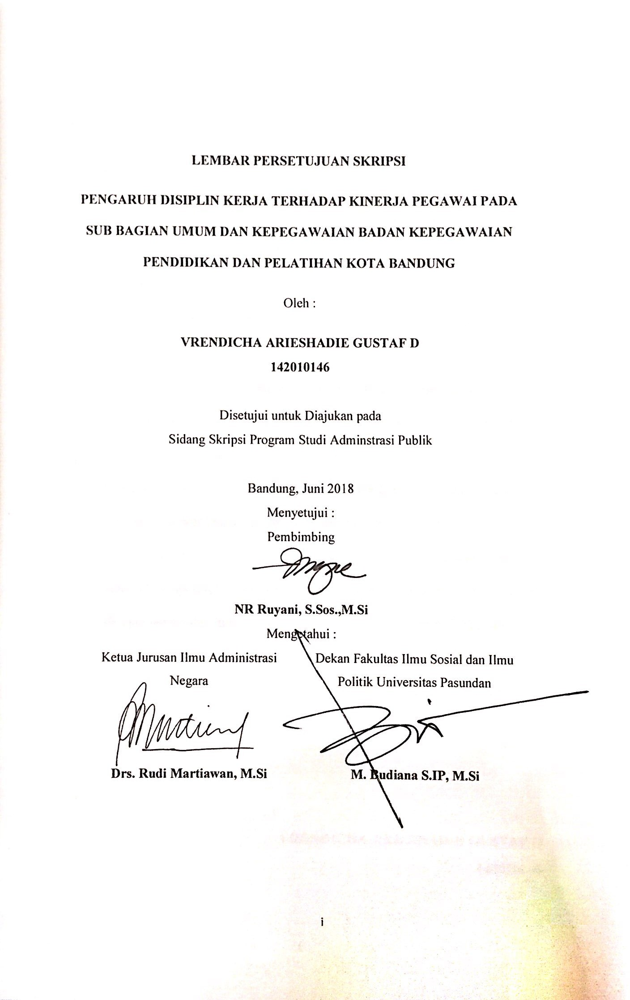 LEMBAR PERSETUJUAN SKRIPSI
PENGARUH DISIPLIN KERJA TERHADAP KINERJA PEGAWAI PADA
SUB BAGIAN UMUM DAN KEPEGAWAIAN BADAN KEPEGAWAIAN
PENDIDIKAN DAN PELATIHAN KOTA BANDUNG
Oleh :
VRENDICHA ARIESHADIE GUSTAF D
142010146
Disetujui untuk Diajukan pada
Sidang Skripsi Program Studi Adminstrasi Publik
Bandung, Juni 2018
Menyetujui :
Pembimbing
NR Ruyani, S.Sos.,M.Si
Mengetahui :
Ketua Jurusan Ilmu Administrasi
Negara
Drs. Rudi Martiawan, M.Si
Dekan Fakultas Ilmu Sosial dan Ilmu
Politik Universitas Pasundan
M. Budiana S.IP, M.Si
i